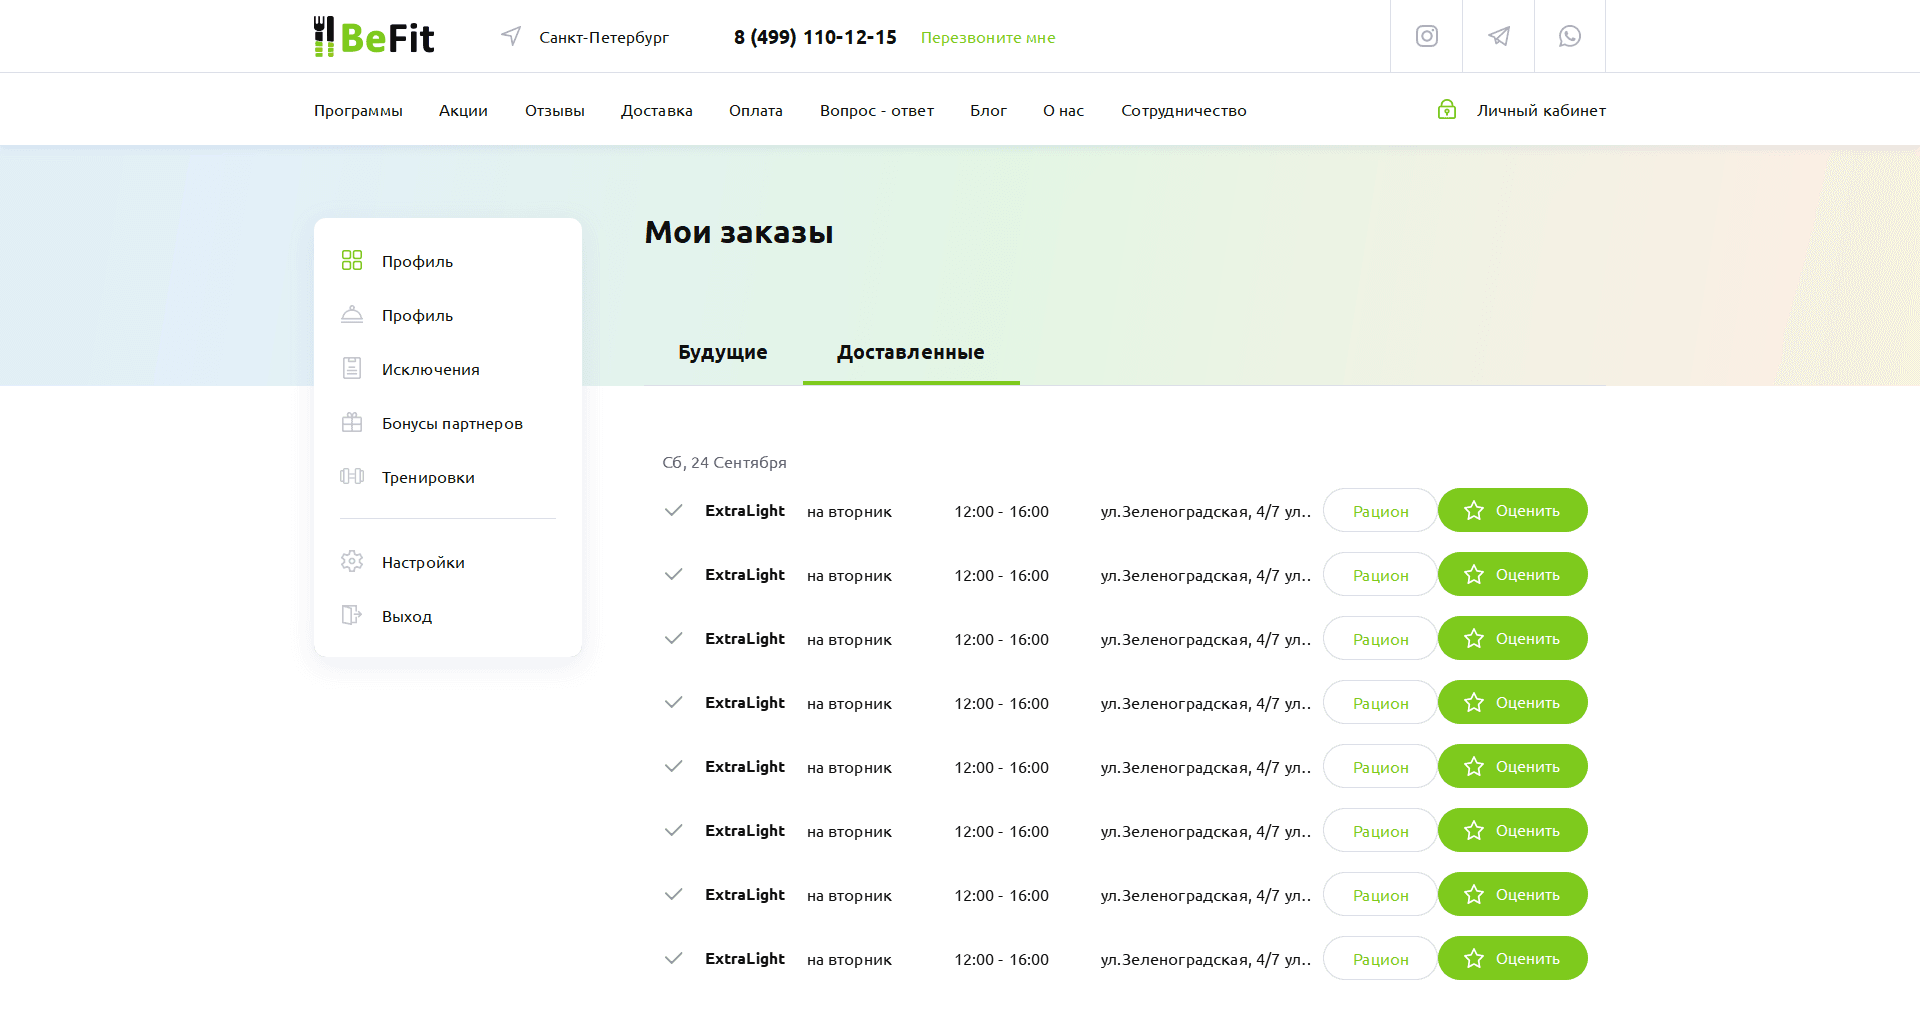 BeFit
Санкт-Петербург
8 (499) 110-12-15
Перезвоните мне
Программы
Акции
Отзывы
Доставка
Оплата
Вопрос - ответ
Блог
О нас
Сотрудничество
Личный кабинет
Профиль
Профиль
Исключения
Бонусы партнеров
Тренировки
Настройки
Выход
Мои заказы
Будущие
Доставленные
Сб, 24 Сентября
ExtraLight на вторник 12:00 - 16:00 ул.Зеленоградская, 4/7 ул.. Рацион Оценить
ExtraLight на вторник 12:00 - 16:00 ул.Зеленоградская, 4/7 ул.. Рацион Оценить
ExtraLight на вторник 12:00 - 16:00 ул.Зеленоградская, 4/7 ул.. Рацион Оценить
ExtraLight на вторник 12:00 - 16:00 ул.Зеленоградская, 4/7 ул.. Рацион Оценить
ExtraLight на вторник 12:00 - 16:00 ул.Зеленоградская, 4/7 ул.. Рацион Оценить
ExtraLight на вторник 12:00 - 16:00 ул.Зеленоградская, 4/7 ул.. Рацион Оценить
ExtraLight на вторник 12:00 - 16:00 ул.Зеленоградская, 4/7 ул.. Рацион Оценить
ExtraLight на вторник 12:00 - 16:00 ул.Зеленоградская, 4/7 ул.. Рацион Оценить